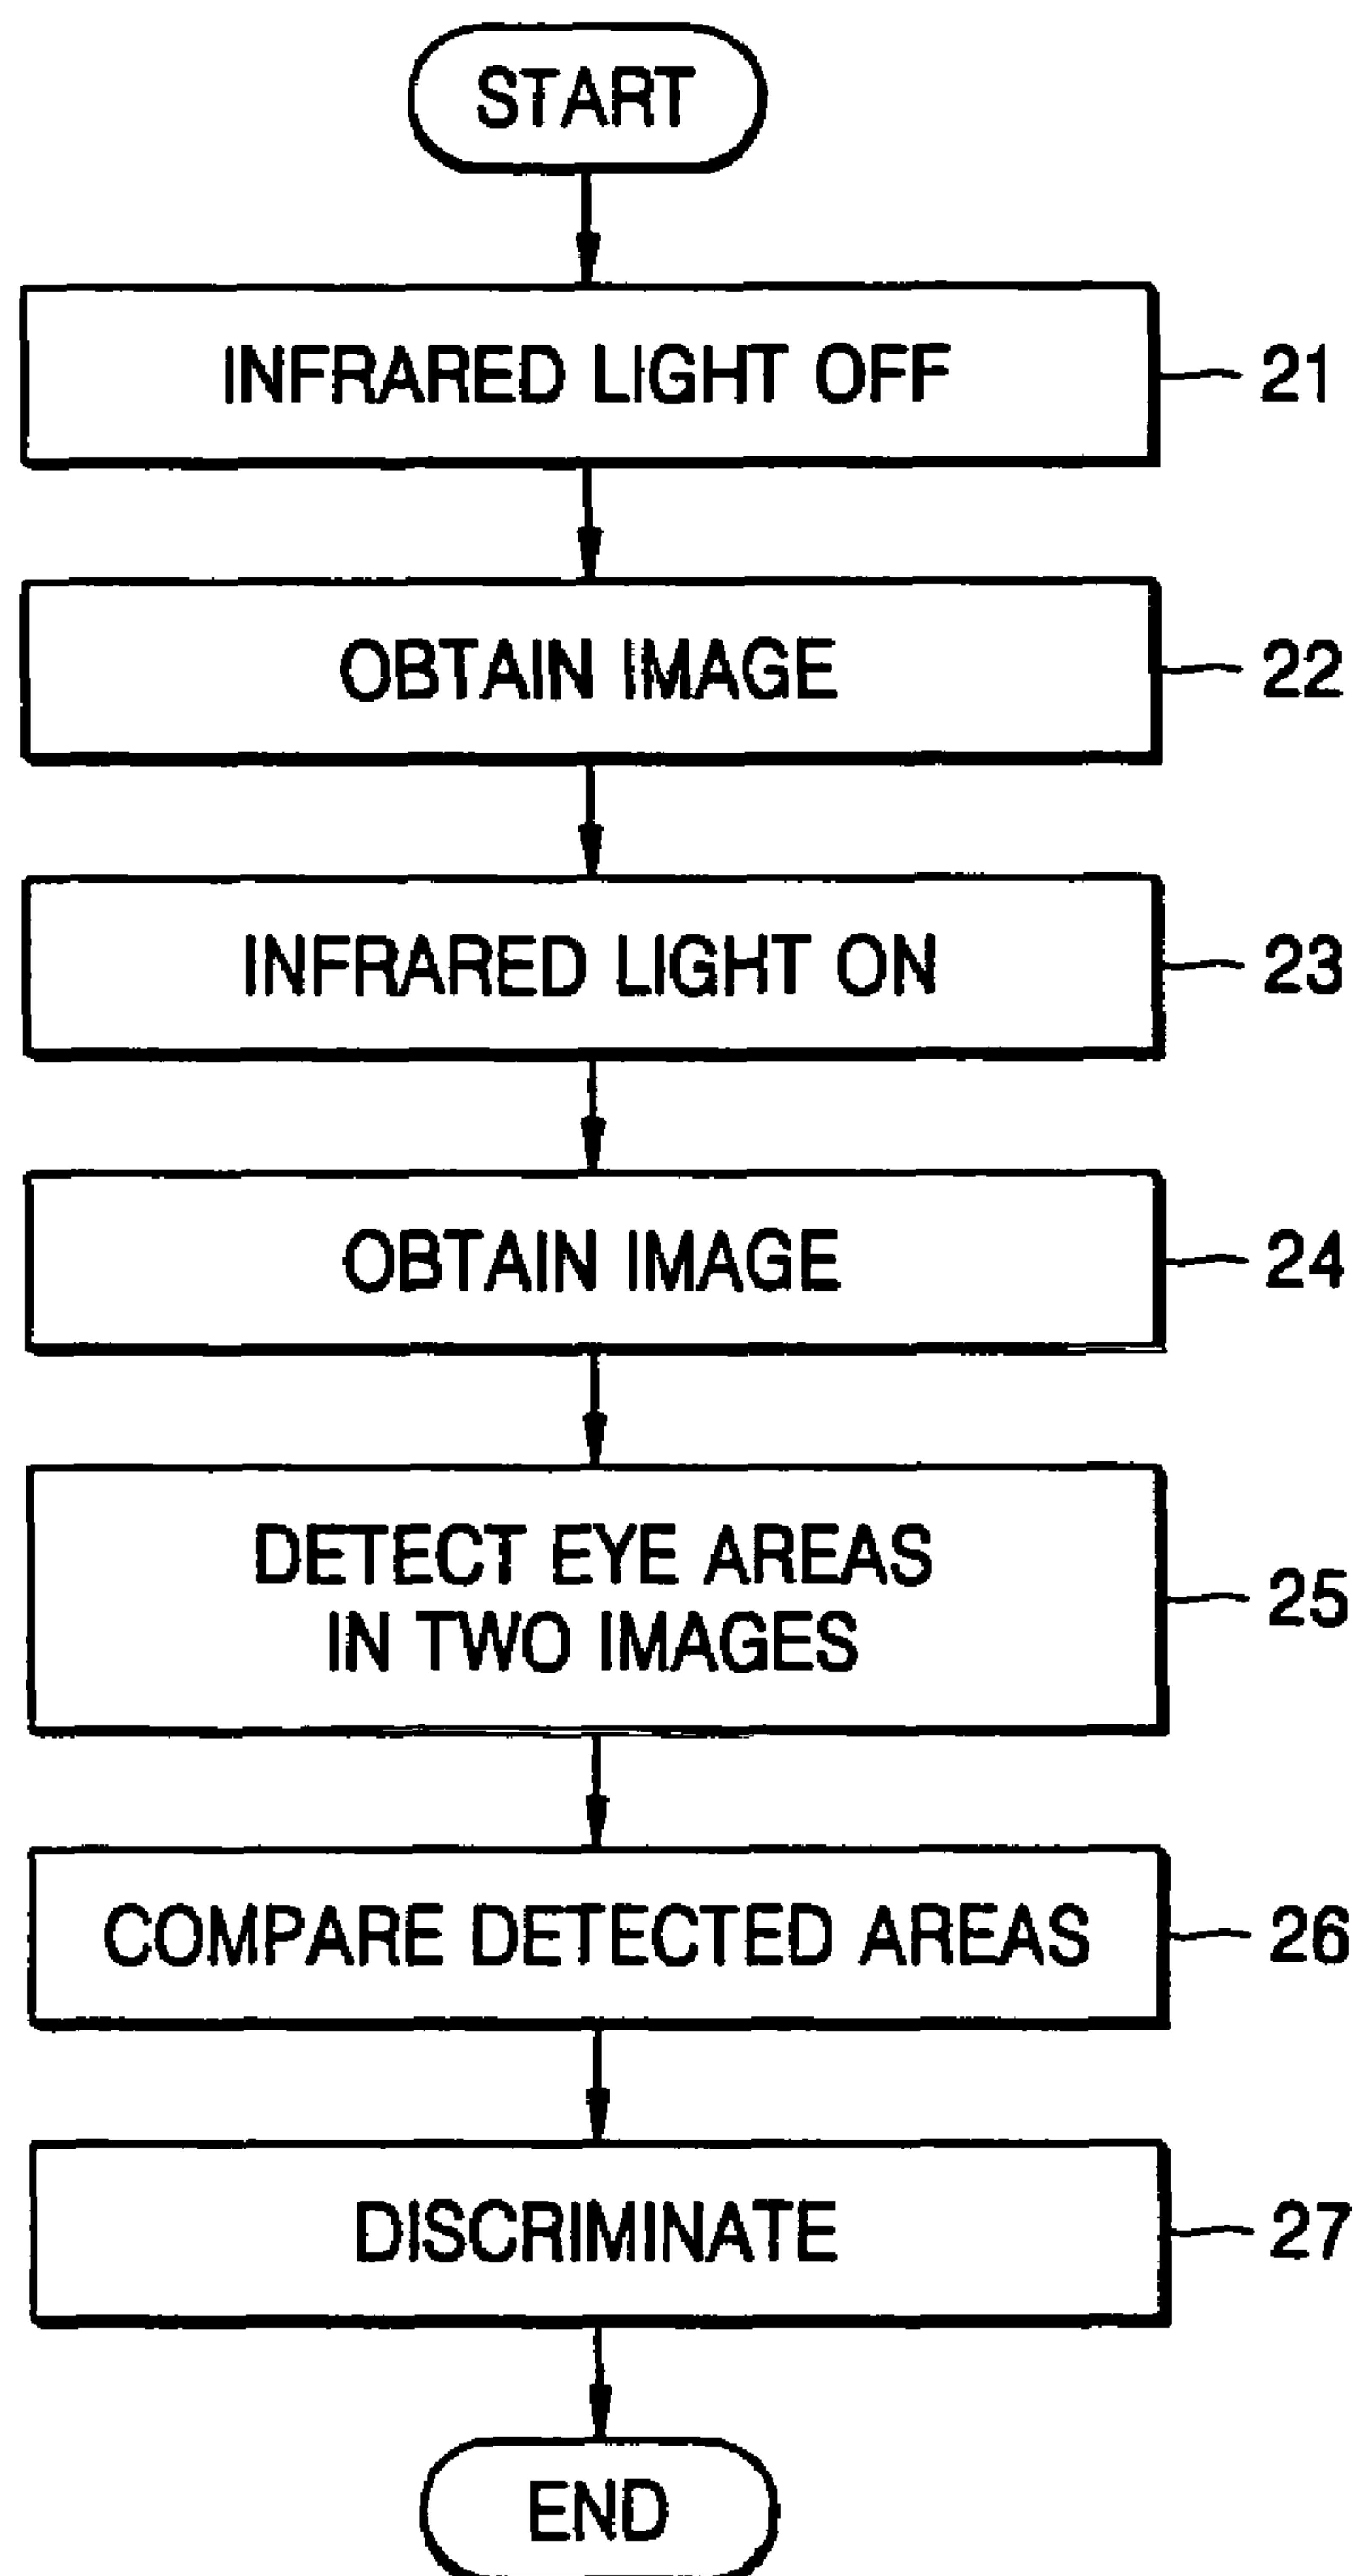 START
INFRARED LIGHT OFF
21
OBTAIN IMAGE
22
INFRARED LIGHT ON
23
OBTAIN IMAGE
24
DETECT EYE AREAS
IN TWO IMAGES
25
COMPARE DETECTED AREAS
26
DISCRIMINATE
27
END